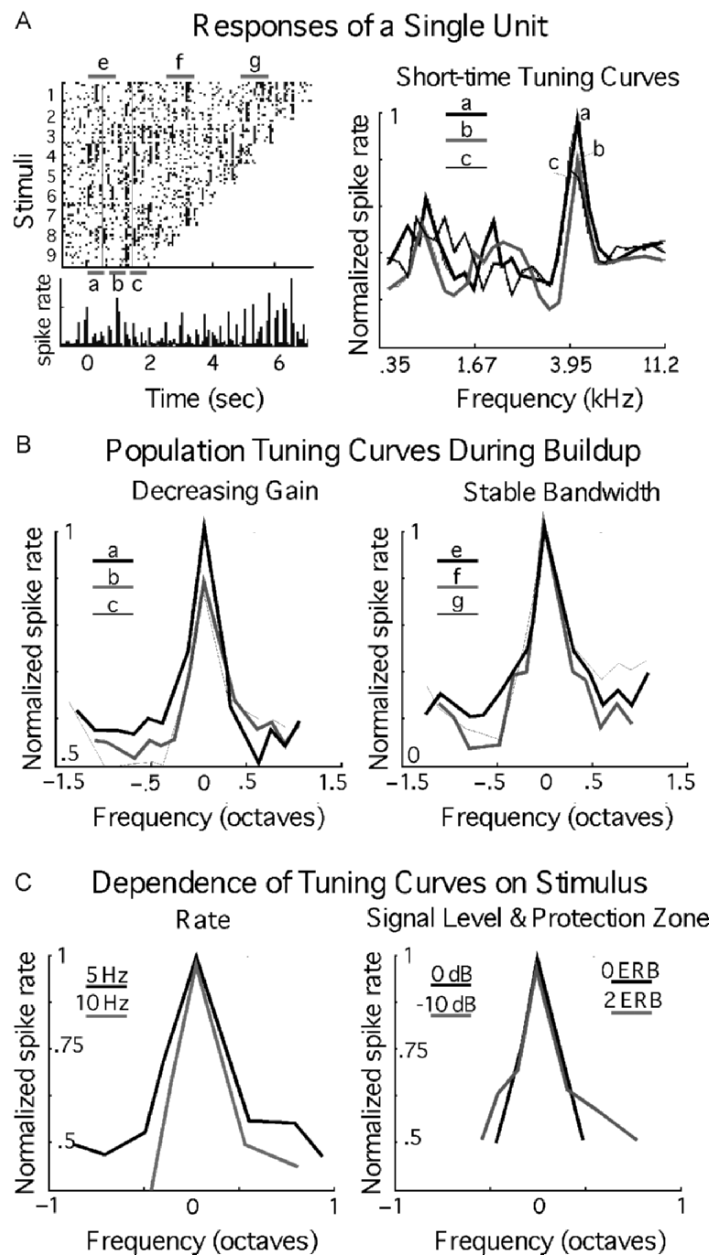 A
Responses of a Single Unit
e f g
Stimuli
1
2
3
4
5
6
7
8
9
a b c
spike rate
0 2 4 6
Time (sec)
Short-time Tuning Curves
Normalized spike rate
1
a
b
c
a
b
c
.35 1.67 3.95 11.2
Frequency (kHz)
B
Population Tuning Curves During Buildup
Decreasing Gain
Normalized spike rate
1
a
b
c
.5
-1.5 -.5 0 .5 1.5
Frequency (octaves)
Stable Bandwidth
Normalized spike rate
1
e
f
g
0
-1.5 -.5 0 .5 1.5
Frequency (octaves)
C
Dependence of Tuning Curves on Stimulus
Rate
Normalized spike rate
1
5 Hz
10 Hz
.75
.5
-1 0 1
Frequency (octaves)
Signal Level & Protection Zone
Normalized spike rate
1
0 dB
-10 dB
0 ERB
2 ERB
.75
.5
-1 0 1
Frequency (octaves)